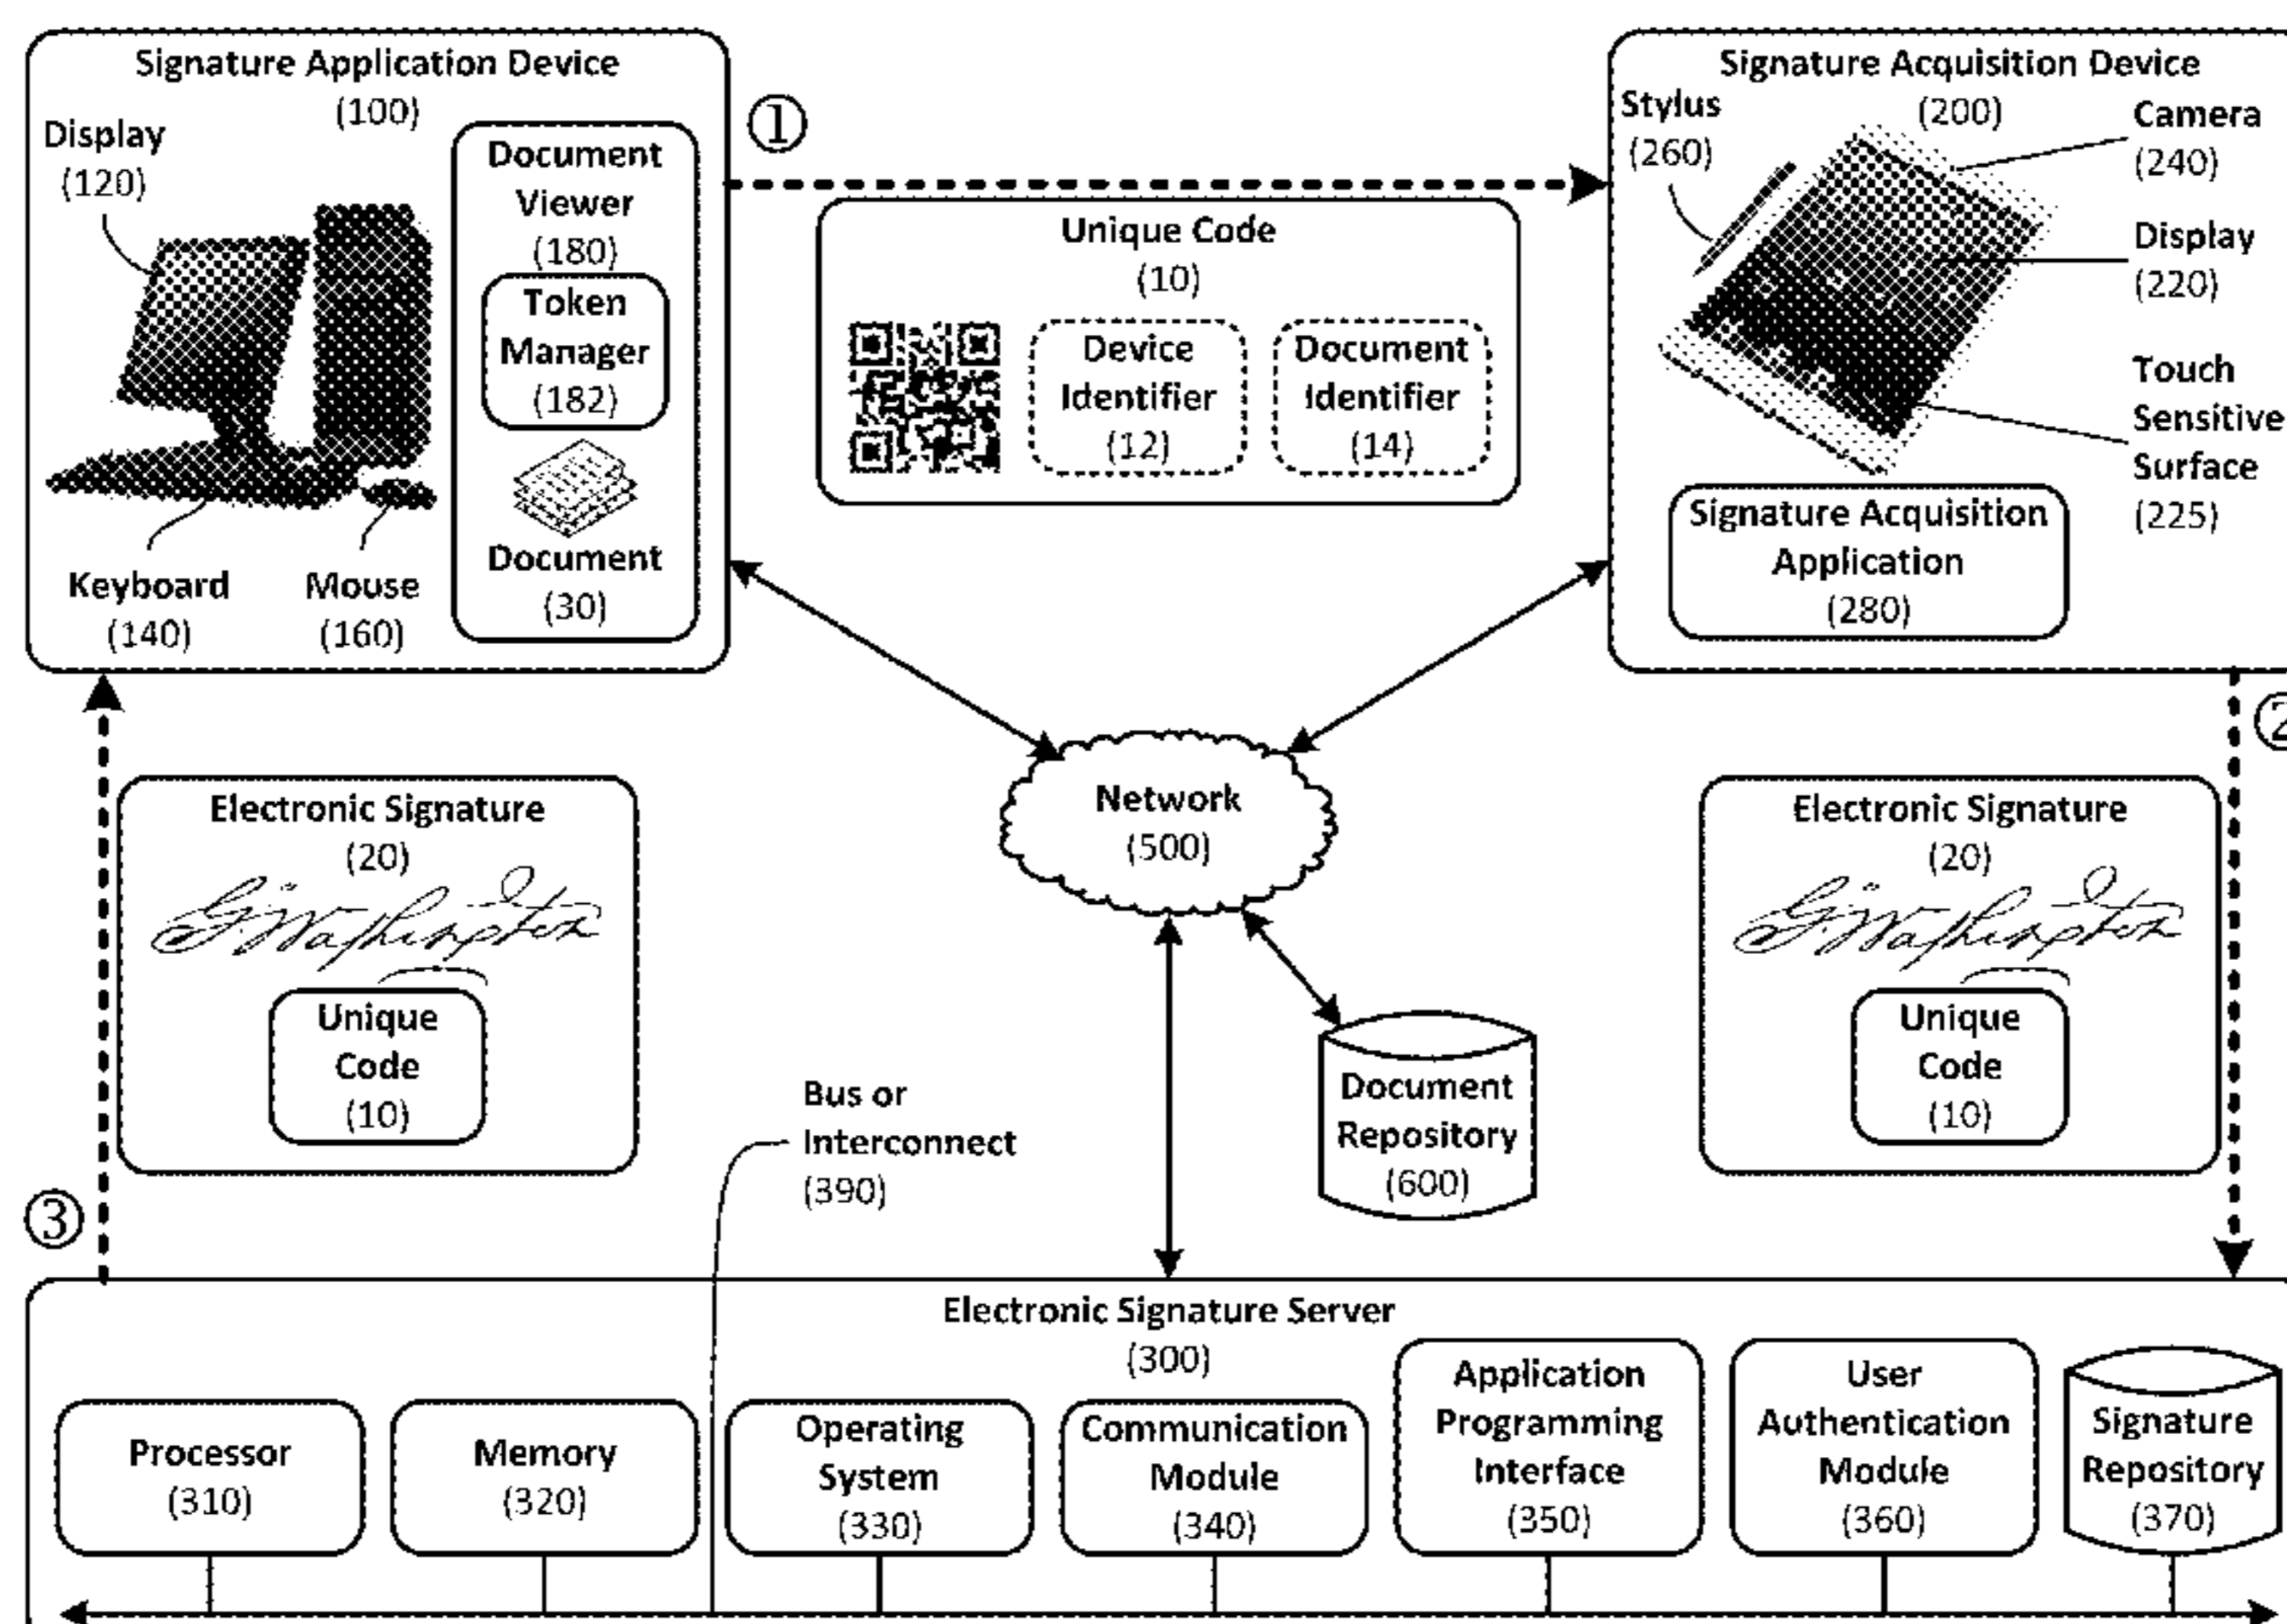 Signature Application Device
(100)
Display
(120)
Document
Viewer
(180)
Token
Manager
(182)
Document
(30)
Keyboard
(140)
Mouse
(160)
①
Unique Code
(10)
Device
Identifier
(12)
Document
Identifier
(14)
Signature Acquisition Device
(200)
Stylus
(260)
Camera
(240)
Display
(220)
Touch
Sensitive
Surface
(225)
Signature Acquisition
Application
(280)
②
Electronic Signature
(20)
G. Washington
Unique
Code
(10)
Network
(500)
Electronic Signature
(20)
G. Washington
Unique
Code
(10)
Document
Repository
(600)
Bus or
Interconnect
(390)
③
Electronic Signature Server
(300)
Processor
(310)
Memory
(320)
Operating
System
(330)
Communication
Module
(340)
Application
Programming
Interface
(350)
User
Authentication
Module
(360)
Signature
Repository
(370)